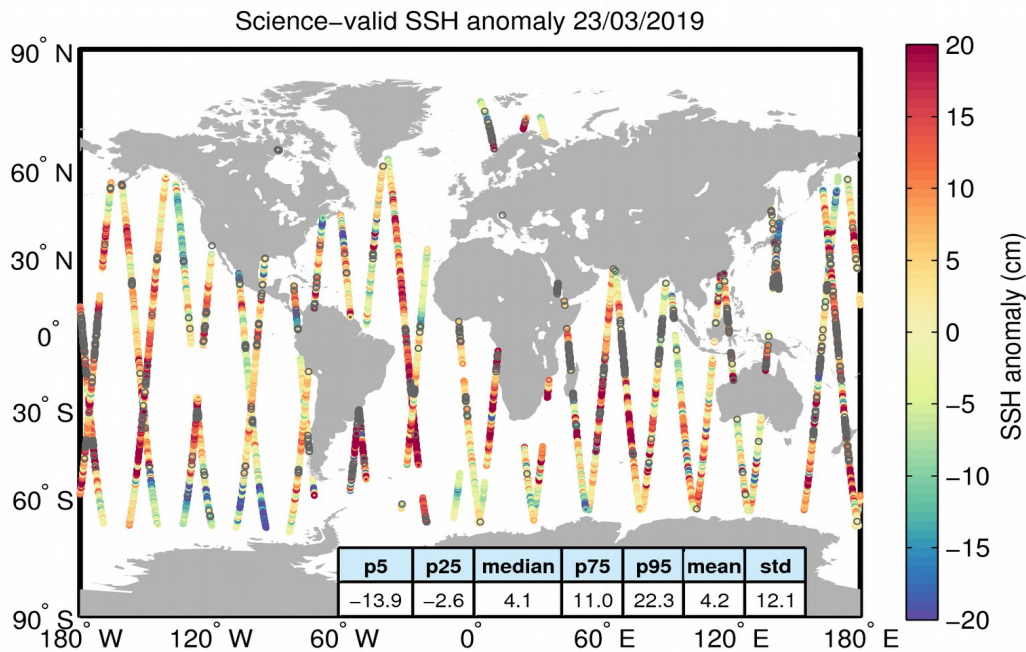 Science−valid SSH anomaly 23/03/2019
90° N
60° N
30° N
0°
30° S
60° S
90° S
180° W
120° W
60° W
0°
60° E
120° E
180° E
p5 p25 median p75 p95 mean std
−13.9 −2.6 4.1 11.0 22.3 4.2 12.1
20
15
10
5
0
−5
−10
−15
−20
SSH anomaly (cm)